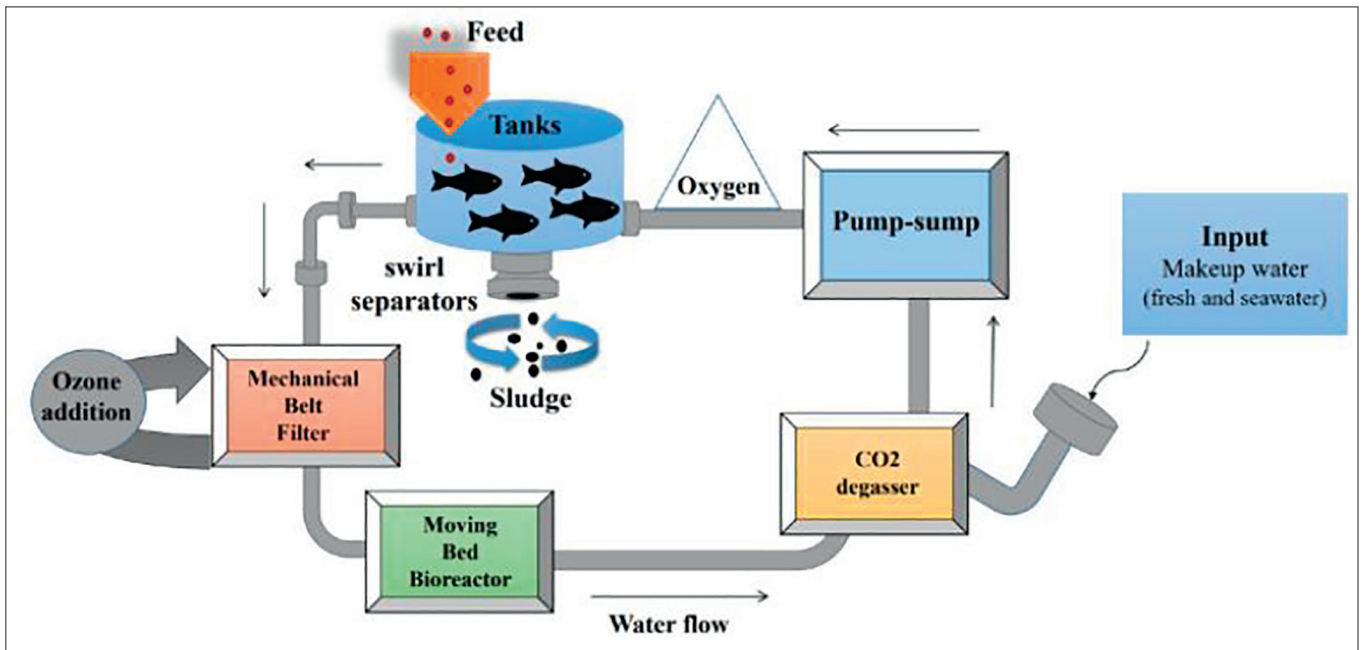 Feed
Tanks
Oxygen
Pump-sump
Input
Makeup water
(fresh and seawater)
swirl
separators
Sludge
Ozone
addition
Mechanical
Belt
Filter
CO2
degasser
Moving
Bed
Bioreactor
Water flow